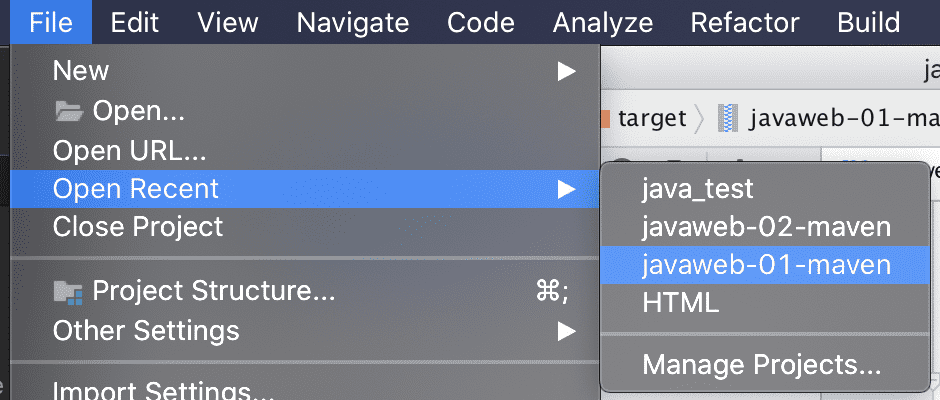 File Edit View Navigate Code Analyze Refactor Build
New
Open...
Open URL...
Open Recent
Close Project
Project Structure... ⌘;
Other Settings
Import Settings...
target javaweb-01-ma
java_test
javaweb-02-maven
javaweb-01-maven
HTML
Manage Projects...